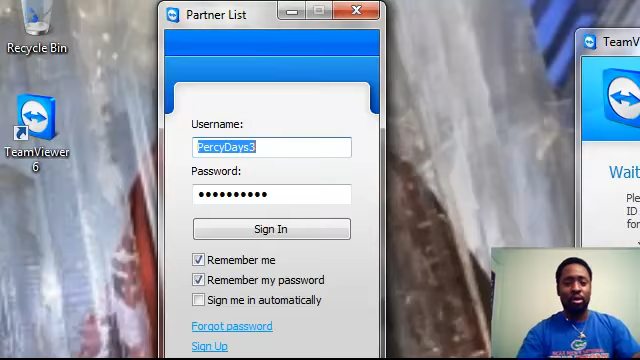 Recycle Bin
TeamViewer
6
Partner List
Username:
PercyDays3
Password:
Sign In
Remember me
Remember my password
Sign me in automatically
Forgot password
Sign Up
TeamV
Wait
Ple
ID
for